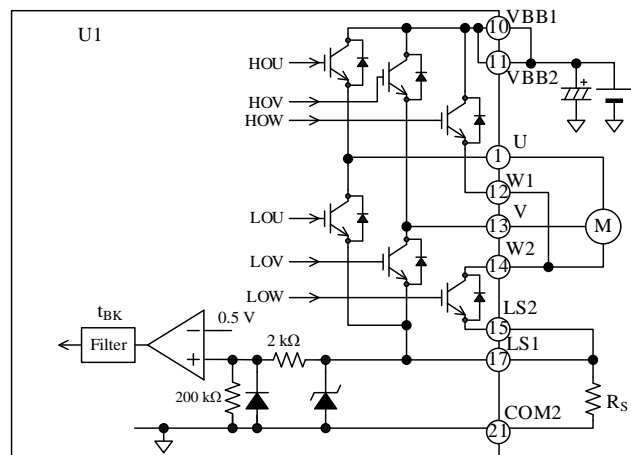 U1
VBB1
10
HOU
11
VBB2
HOV
HOW
U
1
W1
12
V
13
M
LOU
W2
14
LOV
LOW
LS2
15
tBK
0.5 V
Filter
2 kΩ
LS1
17
200 kΩ
RS
COM2
21